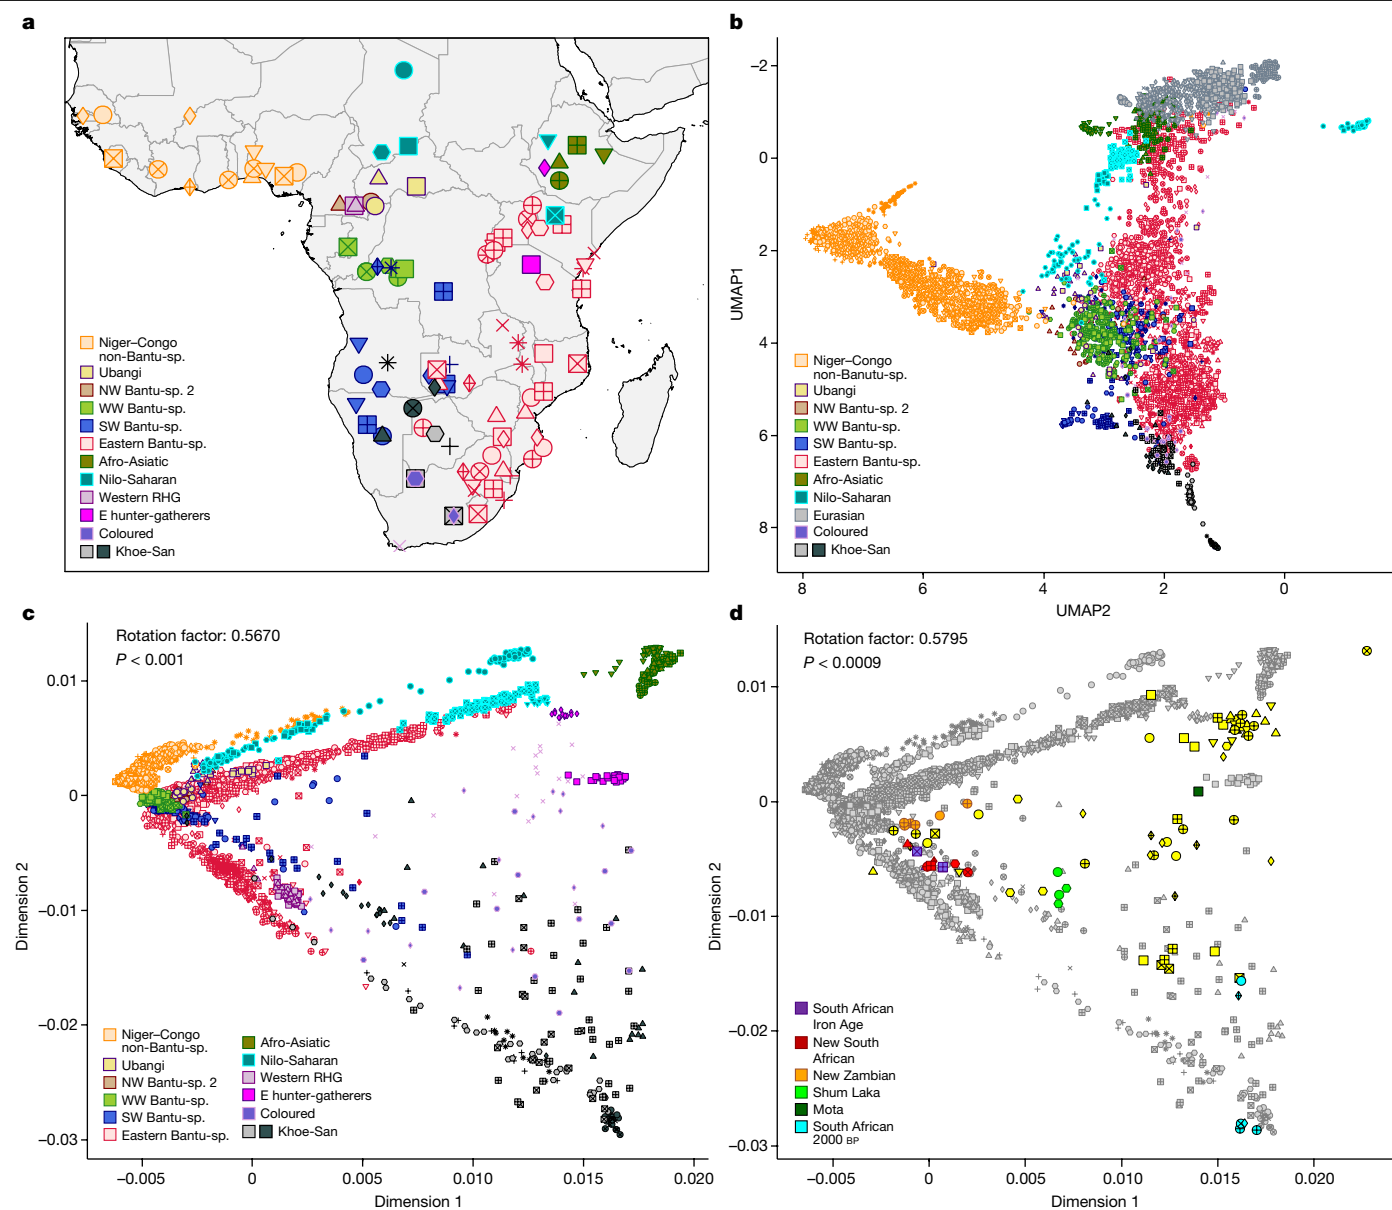 a
Niger–Congo
non-Bantu-sp.
Ubangi
NW Bantu-sp. 2
WW Bantu-sp.
SW Bantu-sp.
Eastern Bantu-sp.
Afro-Asiatic
Nilo-Saharan
Western RHG
E hunter-gatherers
Coloured
Khoe-San
b
−2
0
2
4
6
8
UMAP1
Niger–Congo
non-Banutu-sp.
Ubangi
NW Bantu-sp. 2
WW Bantu-sp.
SW Bantu-sp.
Eastern Bantu-sp.
Afro-Asiatic
Nilo-Saharan
Eurasian
Coloured
Khoe-San
8 6 4 2 0
UMAP2
c
Rotation factor: 0.5670
P < 0.001
0.01
0
−0.01
−0.02
−0.03
Dimension 2
Niger–Congo
non-Bantu-sp.
Ubangi
NW Bantu-sp. 2
WW Bantu-sp.
SW Bantu-sp.
Eastern Bantu-sp.
Afro-Asiatic
Nilo-Saharan
Western RHG
E hunter-gatherers
Coloured
Khoe-San
−0.005 0 0.005 0.010 0.015 0.020
Dimension 1
d
Rotation factor: 0.5795
P < 0.0009
0.01
0
−0.01
−0.02
−0.03
Dimension 2
South African
Iron Age
New South
African
New Zambian
Shum Laka
Mota
South African
2000 BP
−0.005 0 0.005 0.010 0.015 0.020
Dimension 1